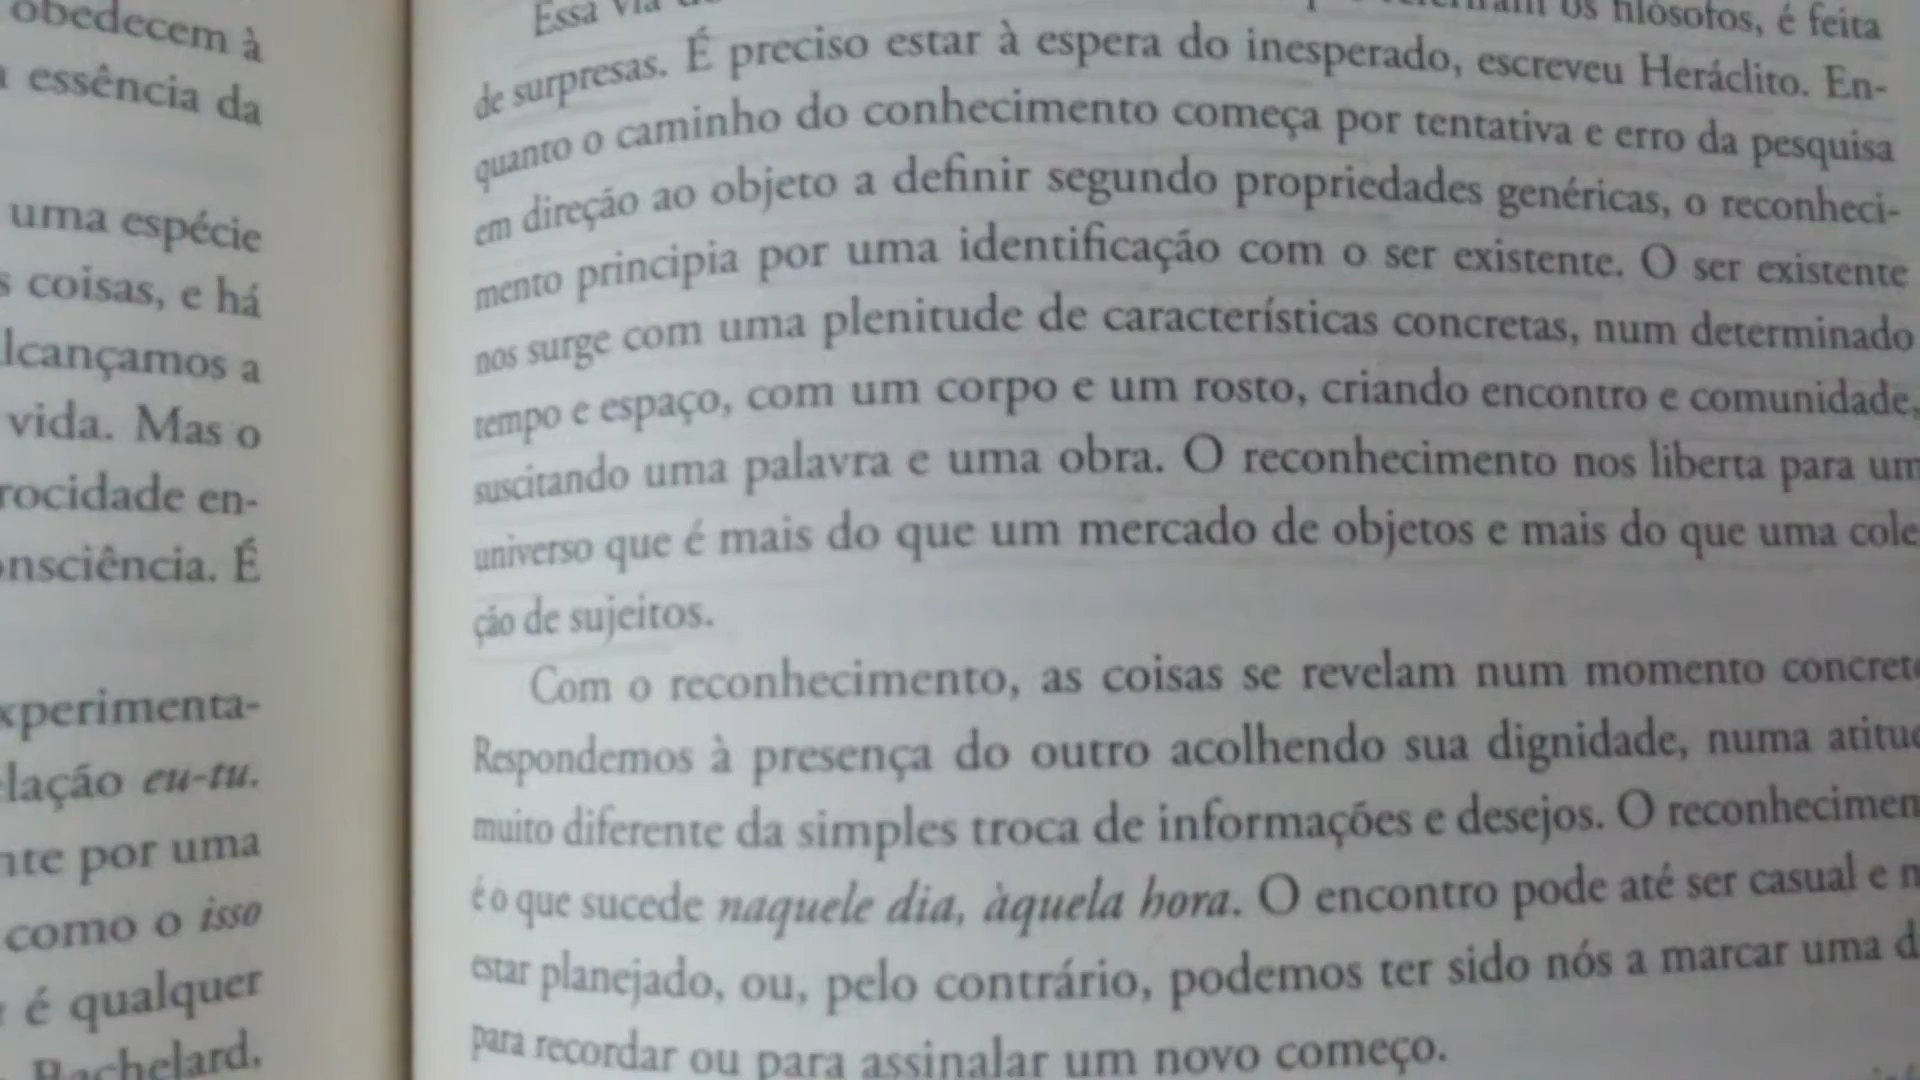 obedecem à
essência da
uma espécie
coisas, e há
vida. Mas o
en-
É
eu-tu.
por uma
como o isso
é qualquer
Bachelard.
Essa via
os filósofos, é feita
de surpresas. É preciso estar à espera do inesperado, escreveu Heráclito. En-
quanto o caminho do conhecimento começa por tentativa e erro da pesquisa
em direção ao objeto a definir segundo propriedades genéricas, o reconheci-
mento principia por uma identificação com o ser existente. O ser existente
nos surge com uma plenitude de características concretas, num determinado
tempo e espaço, com um corpo e um rosto, criando encontro e comunidade,
suscitando uma palavra e uma obra. O reconhecimento nos liberta para um
universo que é mais do que um mercado de objetos e mais do que uma cole
ção de sujeitos.
Com o reconhecimento, as coisas se revelam num momento concret
Respondemos à presença do outro acolhendo sua dignidade, numa atitud
muito diferente da simples troca de informações e desejos. O reconhecimen
é o que sucede naquele dia, àquela hora. O encontro pode até ser casual e n
estar planejado, ou, pelo contrário, podemos ter sido nós a marcar uma d
para recordar ou para assinalar um novo começo.